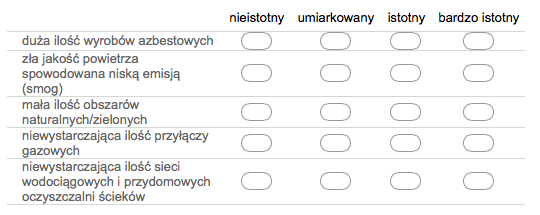 nieistotny umiarkowany istotny bardzo istotny
duża ilość wyrobów azbestowych
zła jakość powietrza
spowodowana niską emisją
(smog)
mała ilość obszarów
naturalnych/zielonych
niewystarczająca ilość przyłączy
gazowych
niewystarczająca ilość sieci
wodociągowych i przydomowych
oczyszczalni ścieków